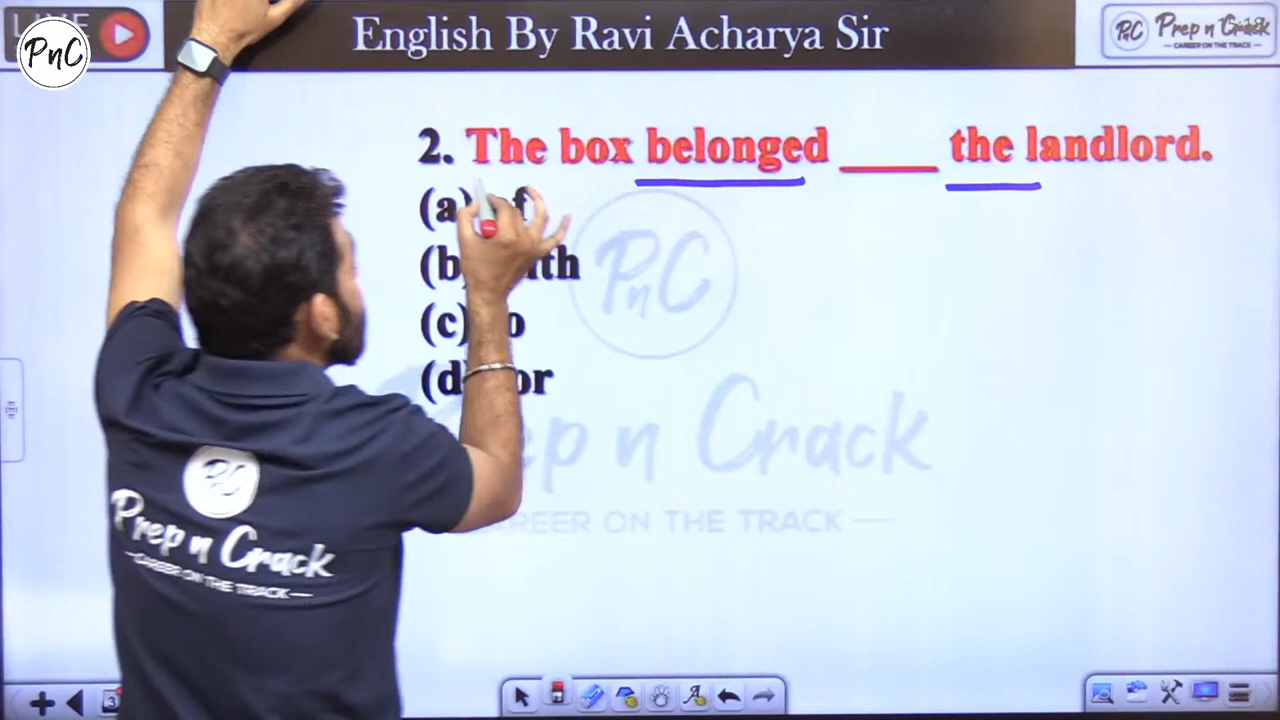 LIVE
PnC
English By Ravi Acharya Sir
PnC Prep n Crack
CAREER ON THE TRACK
2. The box belonged ____ the landlord.
(a)
(b)
(c)
(d)
PnC
Prep n Crack
CAREER ON THE TRACK
PnC
Prep n Crack
CAREER ON THE TRACK